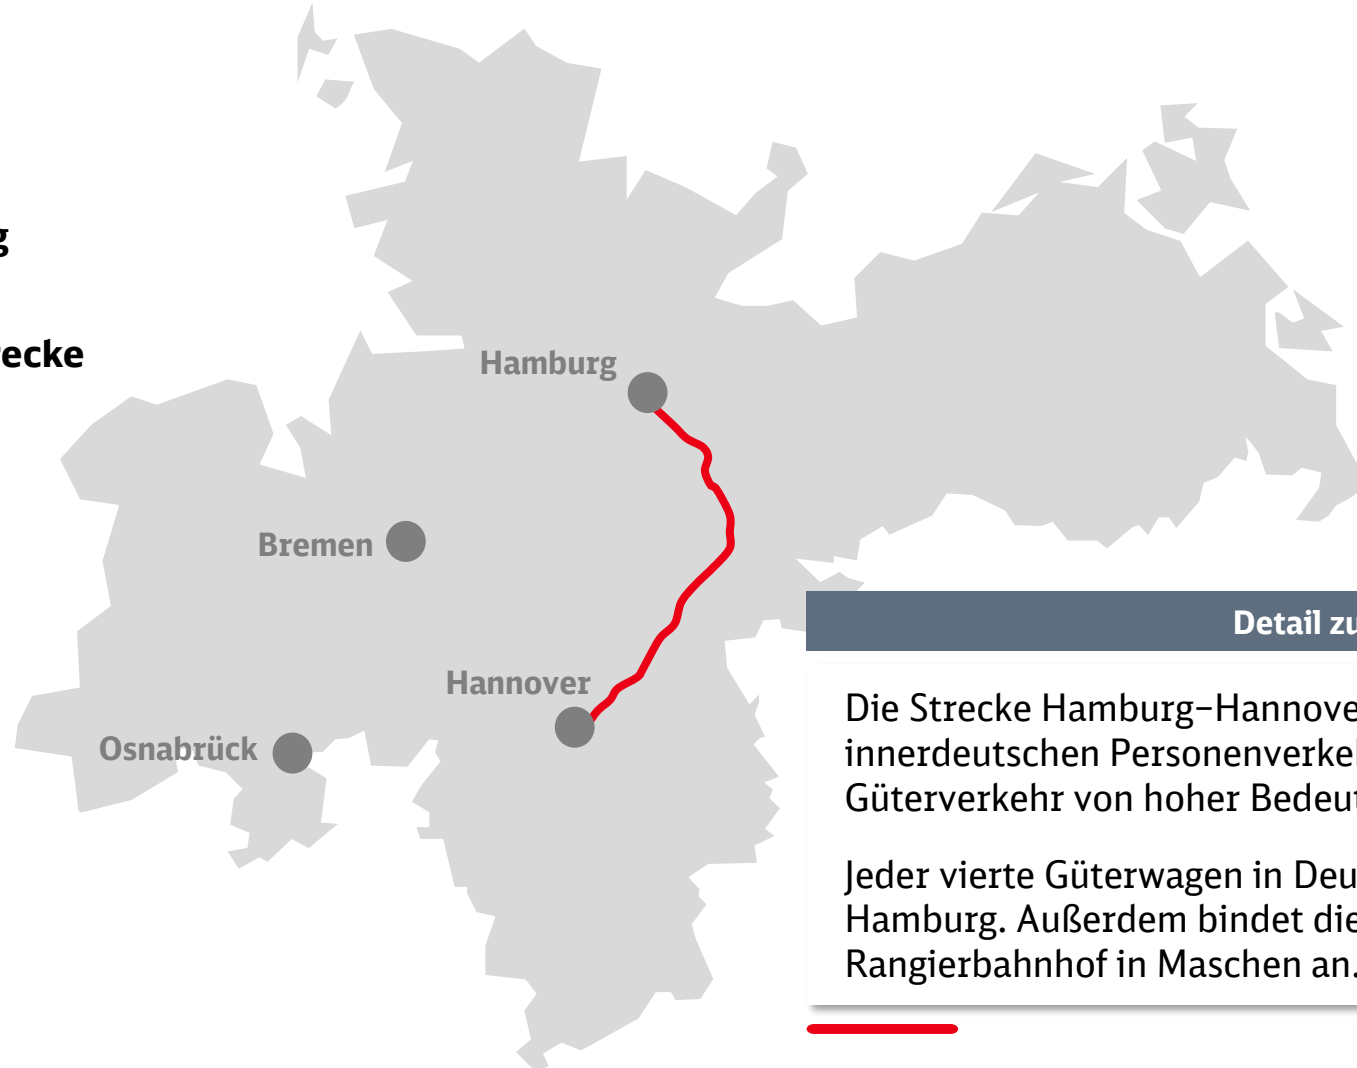 g
ecke
Hamburg
Bremen
Hannover
Osnabrück
Detail zu
Die Strecke Hamburg–Hannove
innerdeutschen Personenverke
Güterverkehr von hoher Bedeut
Jeder vierte Güterwagen in Deu
Hamburg. Außerdem bindet die
Rangierbahnhof in Maschen an.